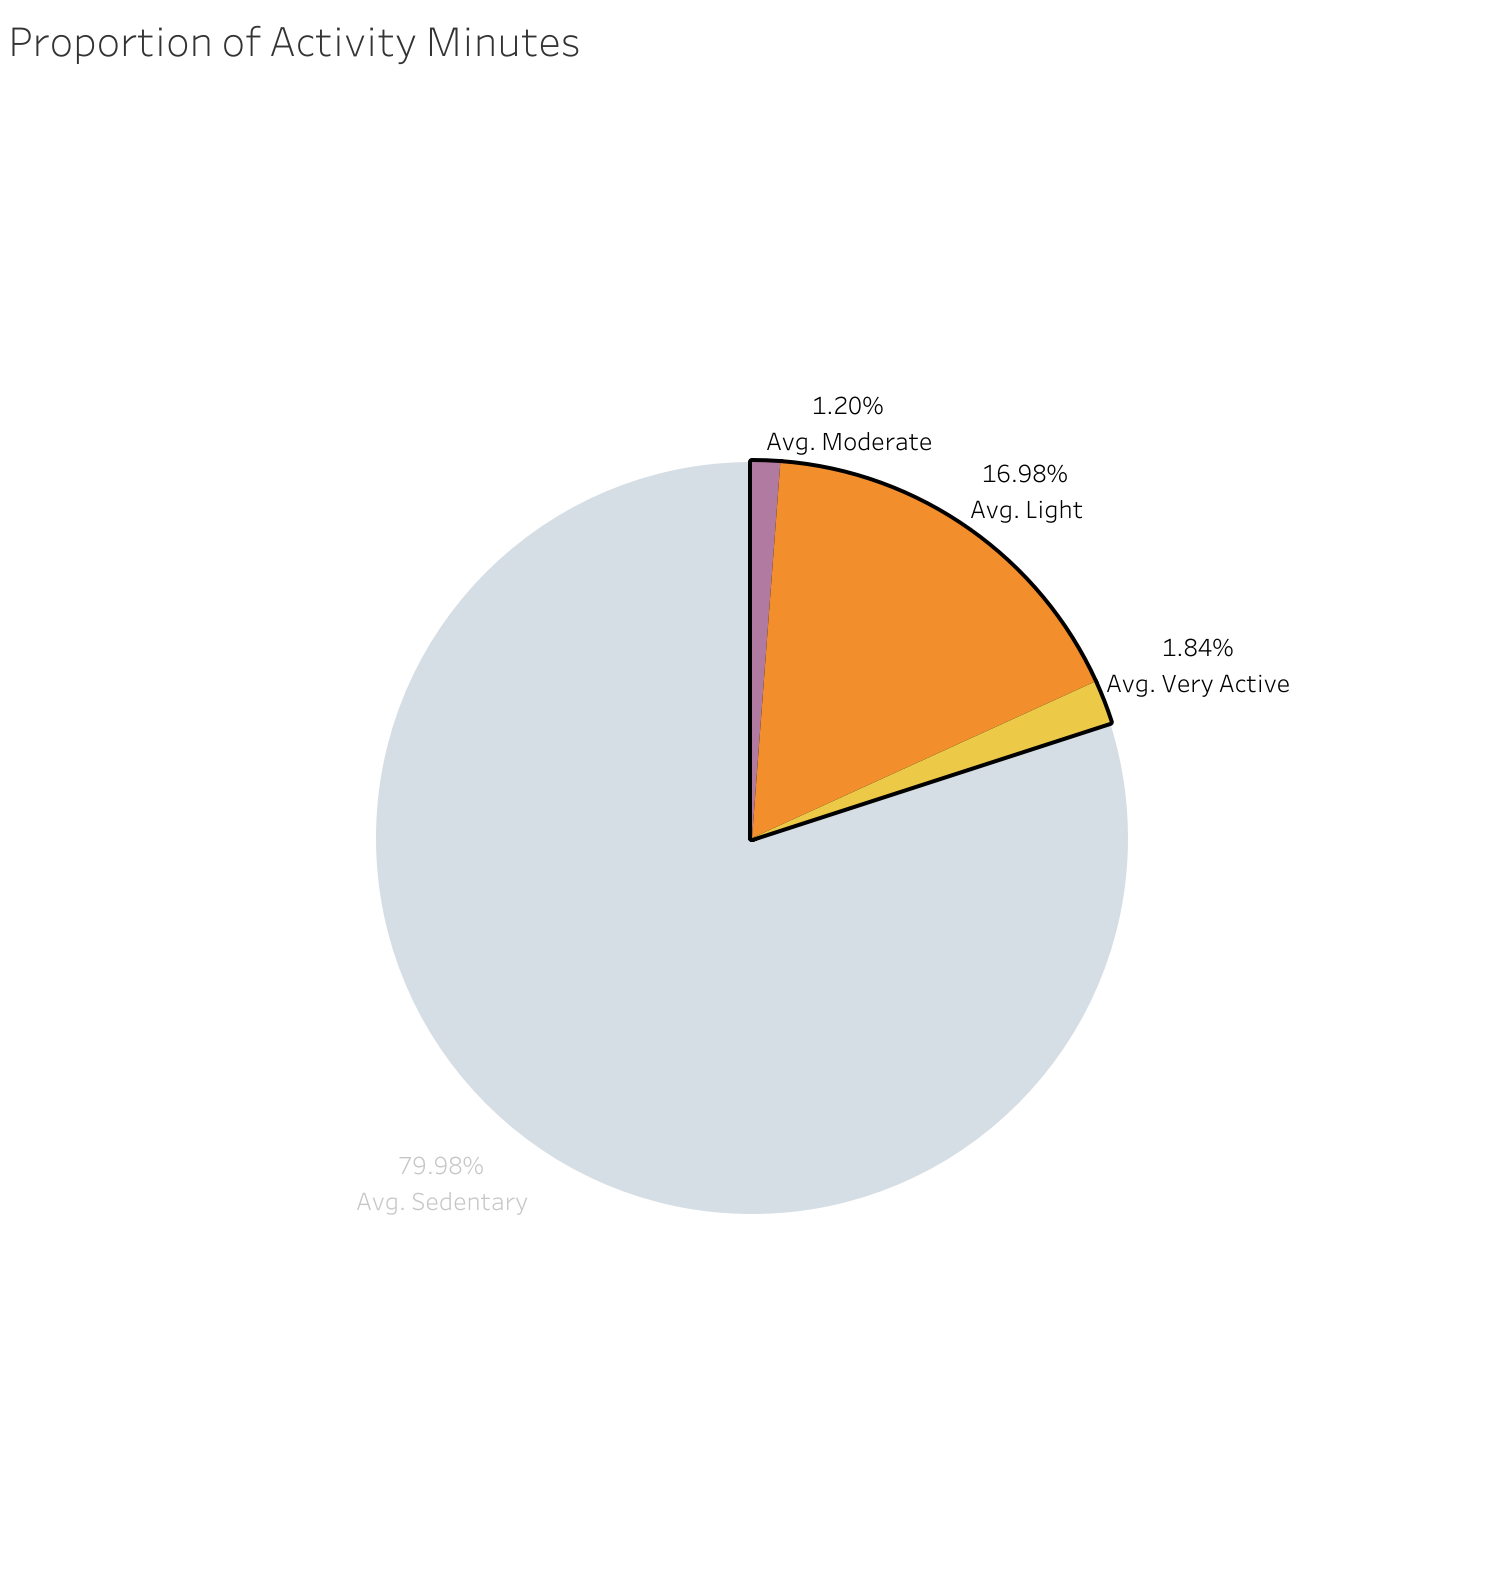 Proportion of Activity Minutes
1.20%
Avg. Moderate
16.98%
Avg. Light
1.84%
Avg. Very Active
79.98%
Avg. Sedentary